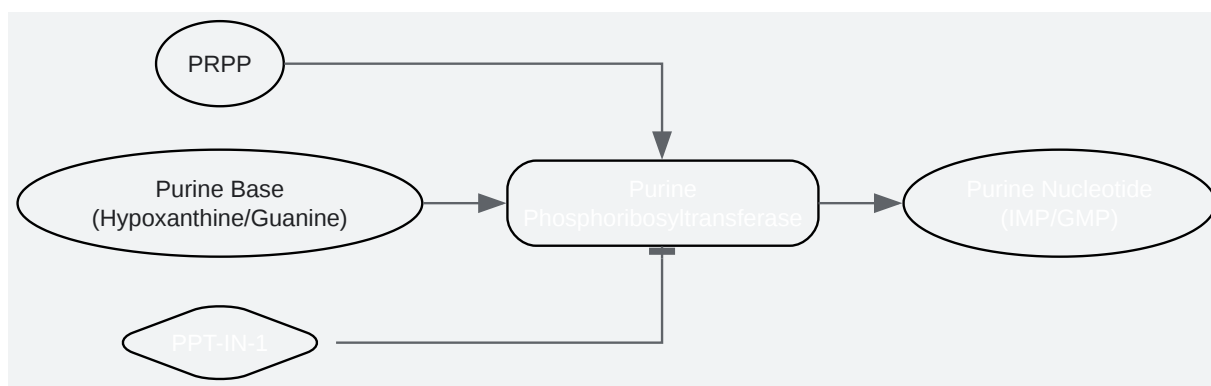 PRPP
Purine Base
(Hypoxanthine/Guanine)
Purine
Phosphoribosyltransferase
Purine Nucleotide
(IMP/GMP)
PPT-IN-1